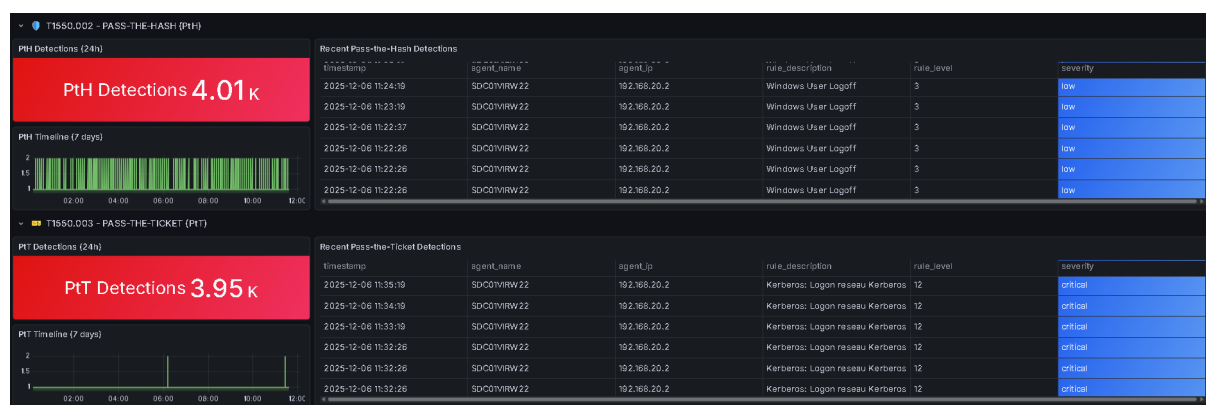 T1550.002 - PASS-THE-HASH (PtH)
PtH Detections (24h)
PtH Detections 4.01 K
PtH Timeline (7 days)
2
1.5
1
02:00 04:00 06:00 08:00 10:00 12:00
Recent Pass-the-Hash Detections
timestamp agent_name agent_ip rule_description rule_level severity
2025-12-06 11:24:19 SDC01VIRW22 192.168.20.2 Windows User Logoff 3 low
2025-12-06 11:23:19 SDC01VIRW22 192.168.20.2 Windows User Logoff 3 low
2025-12-06 11:22:37 SDC01VIRW22 192.168.20.2 Windows User Logoff 3 low
2025-12-06 11:22:26 SDC01VIRW22 192.168.20.2 Windows User Logoff 3 low
2025-12-06 11:22:26 SDC01VIRW22 192.168.20.2 Windows User Logoff 3 low
2025-12-06 11:22:26 SDC01VIRW22 192.168.20.2 Windows User Logoff 3 low
T1550.003 - PASS-THE-TICKET (PtT)
PtT Detections (24h)
PtT Detections 3.95 K
PtT Timeline (7 days)
2
1.5
1
02:00 04:00 06:00 08:00 10:00 12:00
Recent Pass-the-Ticket Detections
timestamp agent_name agent_ip rule_description rule_level severity
2025-12-06 11:35:19 SDC01VIRW22 192.168.20.2 Kerberos: Logon reseau Kerberos 12 critical
2025-12-06 11:34:19 SDC01VIRW22 192.168.20.2 Kerberos: Logon reseau Kerberos 12 critical
2025-12-06 11:33:19 SDC01VIRW22 192.168.20.2 Kerberos: Logon reseau Kerberos 12 critical
2025-12-06 11:32:26 SDC01VIRW22 192.168.20.2 Kerberos: Logon reseau Kerberos 12 critical
2025-12-06 11:32:26 SDC01VIRW22 192.168.20.2 Kerberos: Logon reseau Kerberos 12 critical
2025-12-06 11:32:26 SDC01VIRW22 192.168.20.2 Kerberos: Logon reseau Kerberos 12 critical